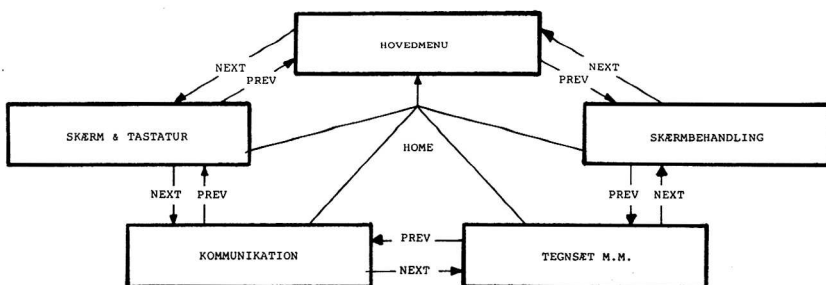 HOVEDMENU
NEXT
PREV
NEXT
PREV
SKÆRM & TASTATUR
SKÆRMBEHANDLING
HOME
NEXT
PREV
PREV
NEXT
KOMMUNIKATION
PREV
NEXT
TEGNSÆT M.M.